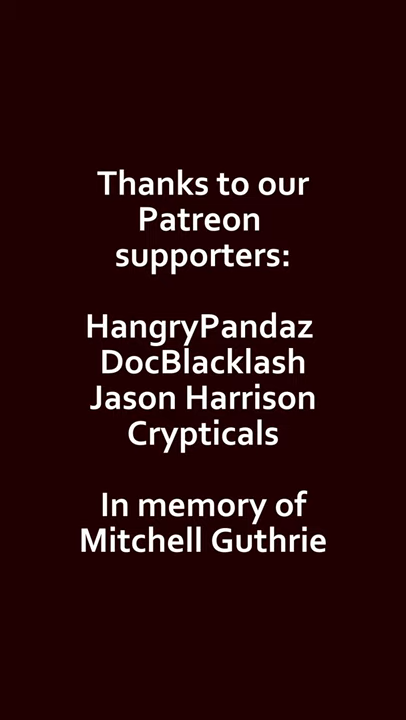 Thanks to our
Patreon
supporters:
HangryPandaz
DocBlacklash
Jason Harrison
Crypticals
In memory of
Mitchell Guthrie